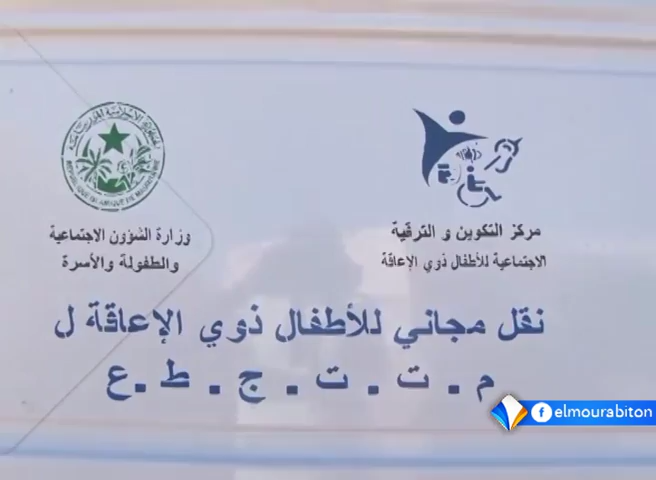 مركز التكوين و الترقية
الاجتماعية للأطفال ذوي الإعاقة
وزارة الشؤون الاجتماعية
والطفولة والأسرة
نقل مجاني للأطفال ذوي الإعاقة ل
م . ت . ت . ج . ط . ع
elmourabiton